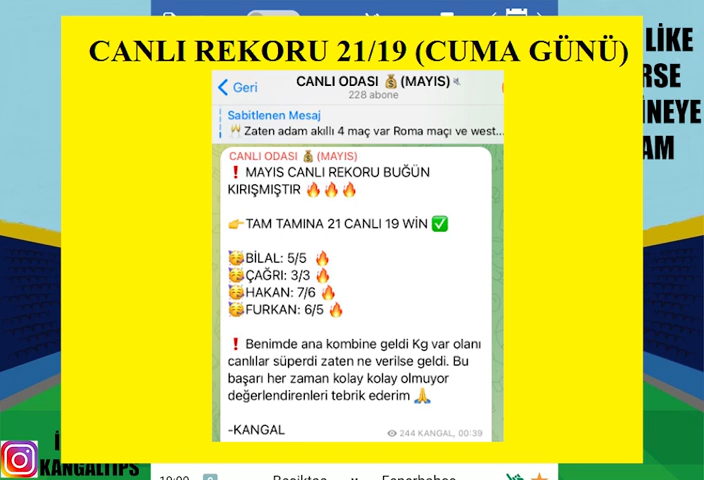 CANLI REKORU 21/19 (CUMA GÜNÜ)
LİKE
RSE
İNEYE
AM
Geri
CANLI ODASI 💰(MAYIS)
228 abone
Sabitlenen Mesaj
🥂 Zaten adam akıllı 4 maç var Roma maçı ve west...
CANLI ODASI 💰(MAYIS)
❗ MAYIS CANLI REKORU BUĞÜN
KIRIŞMIŞTIR 🔥🔥🔥
👉TAM TAMINA 21 CANLI 19 WİN ✅
🥳BİLAL: 5/5 🔥
🥳ÇAĞRI: 3/3 🔥
🥳HAKAN: 7/6 🔥
🥳FURKAN: 6/5 🔥
❗ Benimde ana kombine geldi Kg var olanı
canlılar süperdi zaten ne verilse geldi. Bu
başarı her zaman kolay kolay olmuyor
değerlendirenleri tebrik ederim 🙏
-KANGAL
244 KANGAL, 00:39
KANGALTIPS